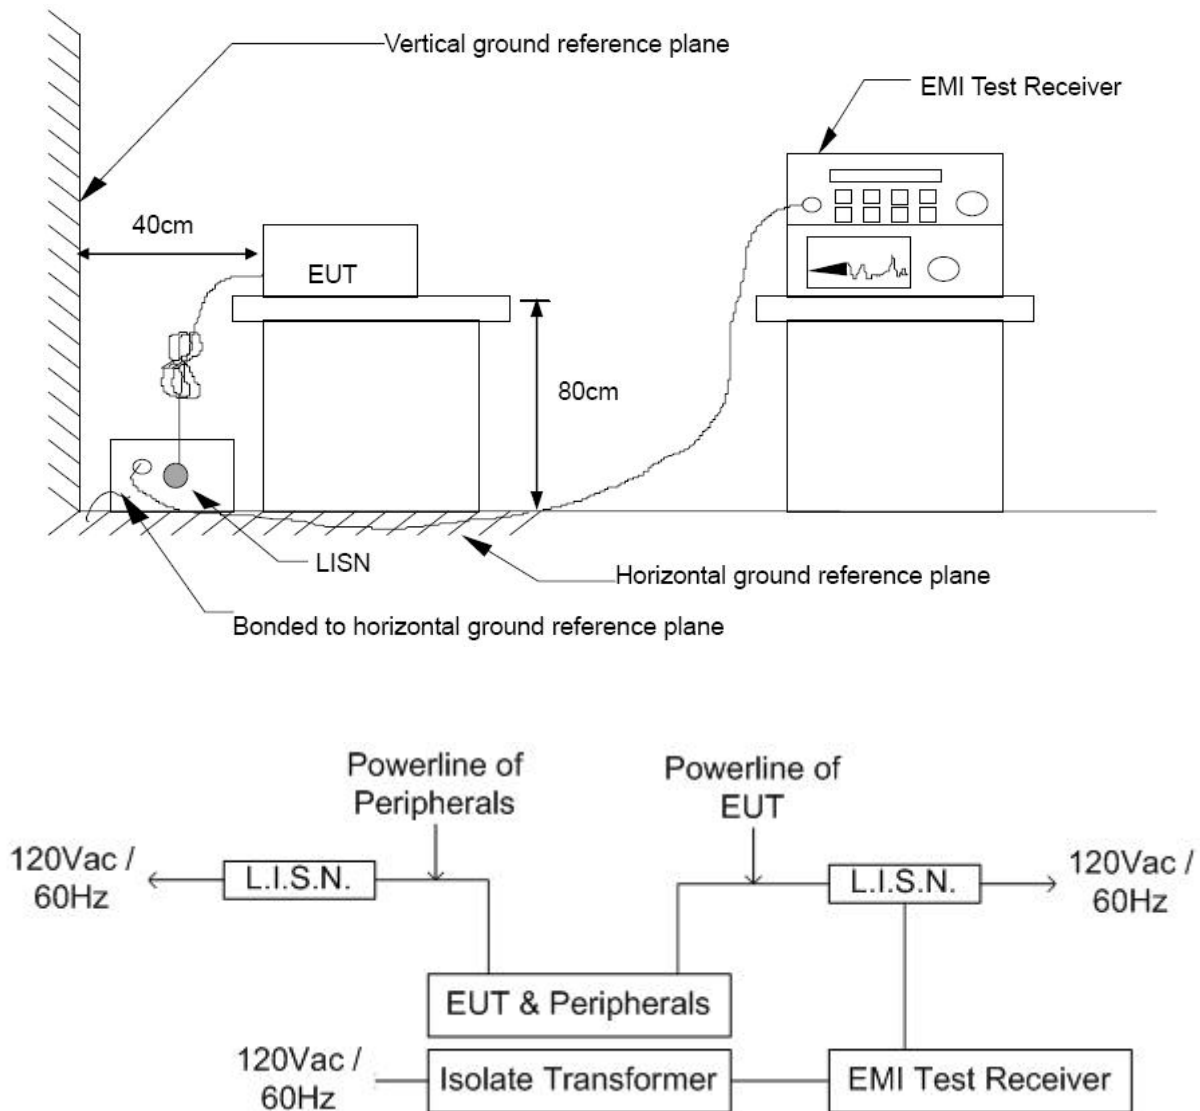 Vertical ground reference plane
EMI Test Receiver
40cm
EUT
80cm
LISN
Horizontal ground reference plane
Bonded to horizontal ground reference plane
Powerline of
Peripherals
Powerline of
EUT
120Vac /
60Hz
L.I.S.N.
L.I.S.N.
120Vac /
60Hz
EUT & Peripherals
120Vac /
60Hz
Isolate Transformer
EMI Test Receiver